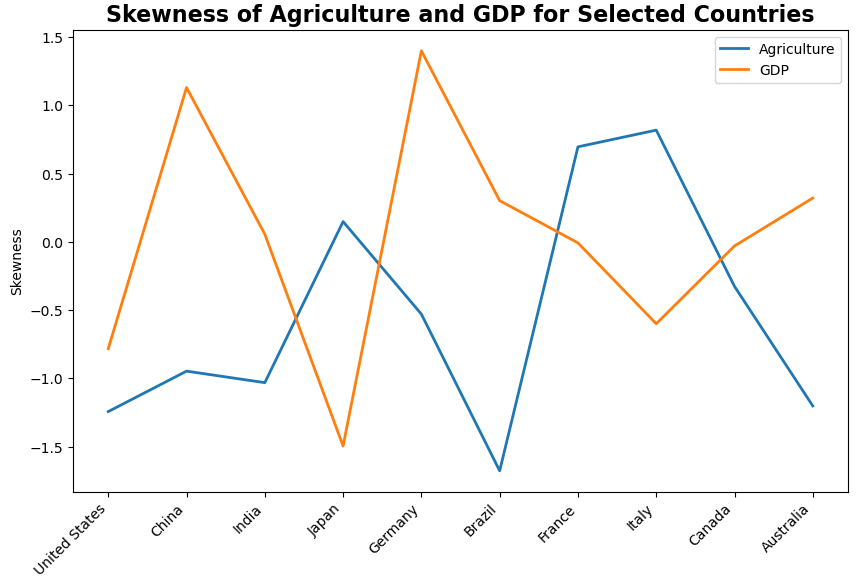 Skewness of Agriculture and GDP for Selected Countries
Agriculture
GDP
Skewness
1.5
1.0
0.5
0.0
−0.5
−1.0
−1.5
United States
China
India
Japan
Germany
Brazil
France
Italy
Canada
Australia